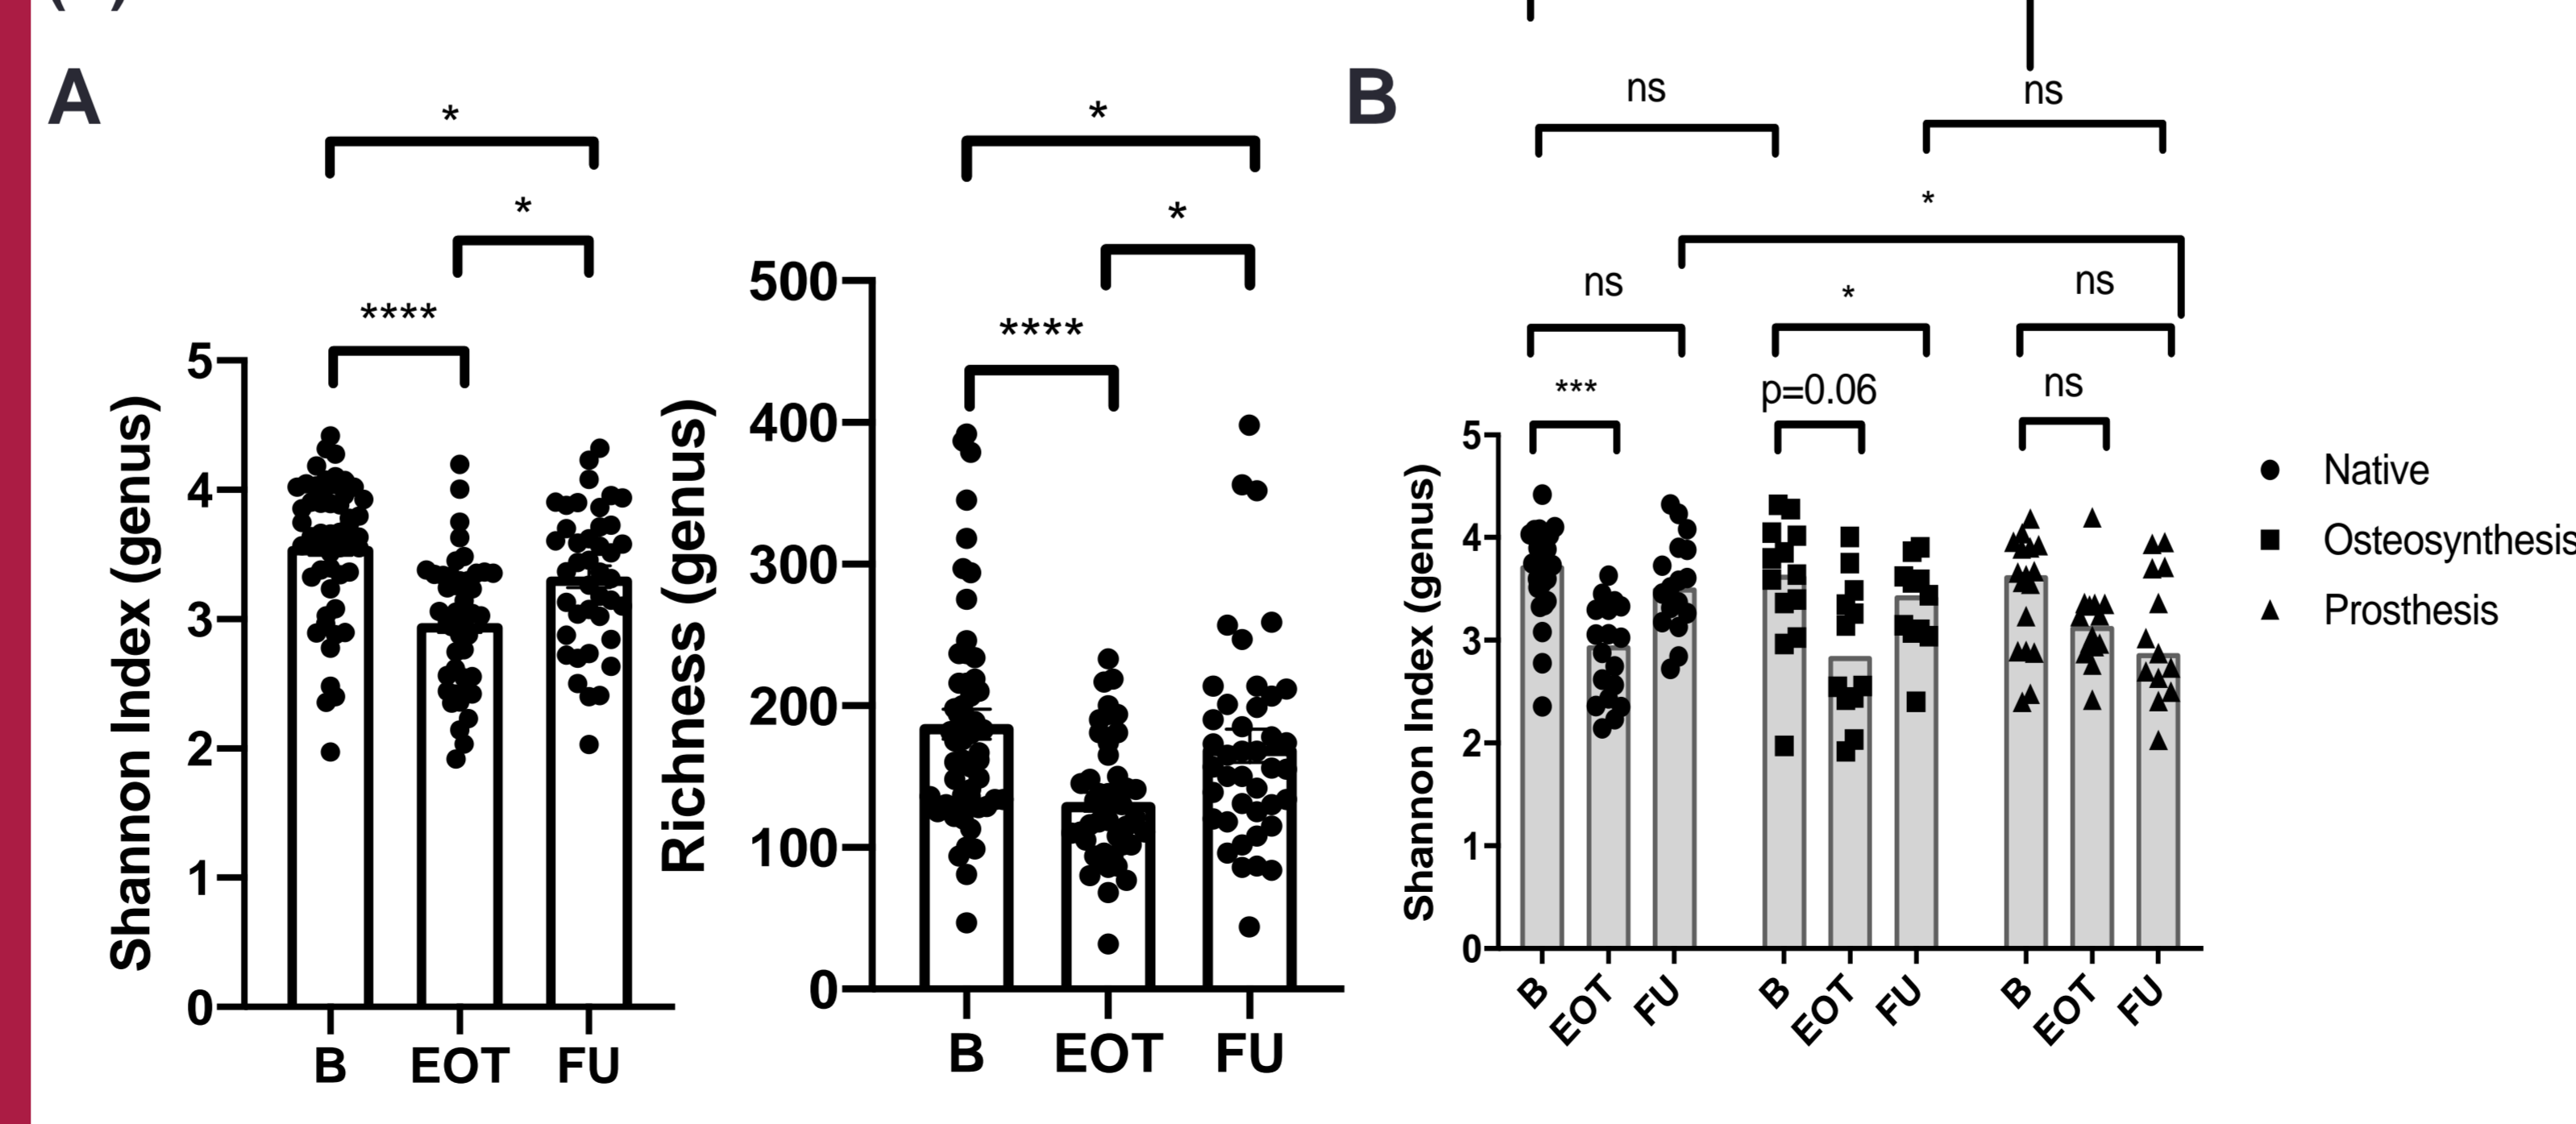 A
*
*
****
5
4
3
2
1
0
Shannon Index (genus)
B EOT FU
*
*
****
500
400
300
200
100
0
Richness (genus)
B EOT FU
B
ns
ns
*
ns
*
ns
***
p=0.06
ns
5
4
3
2
1
0
Shannon Index (genus)
B EOT FU B EOT FU B EOT FU
Native
Osteosynthesis
Prosthesis